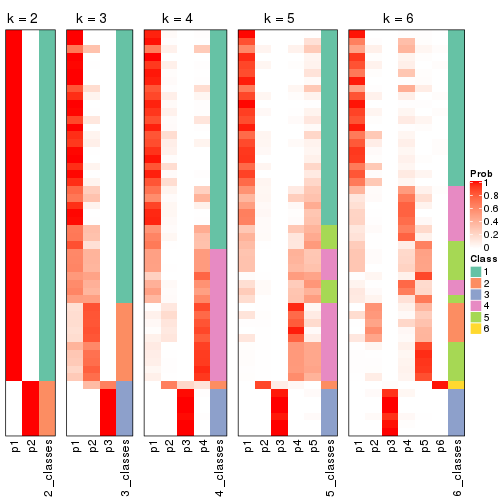 k = 2
k = 3
k = 4
k = 5
k = 6
Prob
1
0.8
0.6
0.4
0.2
0
Class
1
2
3
4
5
6
p1
p2
2_classes
p1
p2
p3
3_classes
p1
p2
p3
p4
4_classes
p1
p2
p3
p4
p5
5_classes
p1
p2
p3
p4
p5
p6
6_classes